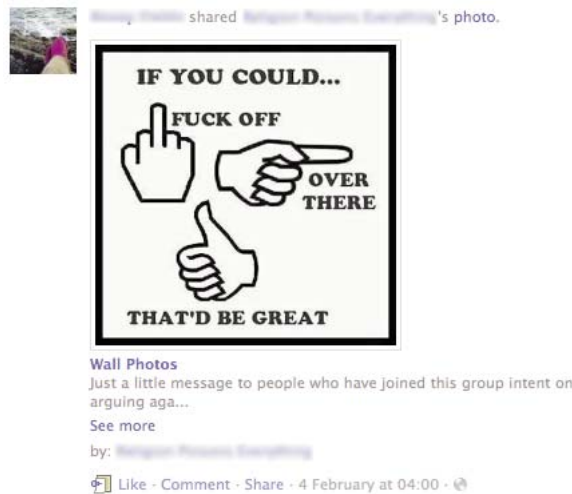 shared 's photo.
IF YOU COULD...
FUCK OFF
OVER
THERE
THAT'D BE GREAT
Wall Photos
Just a little message to people who have joined this group intent on
arguing aga...
See more
by:
Like · Comment · Share · 4 February at 04:00 ·